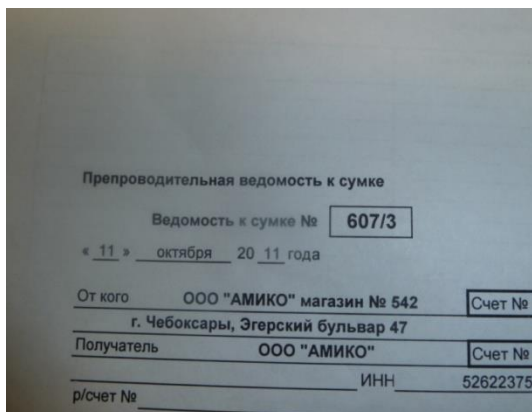 Препроводительная ведомость к сумке
Ведомость к сумке № 607/3
« 11 » октября 20 11 года
От кого ООО "АМИКО" магазин № 542 Счет №
г. Чебоксары, Эгерский бульвар 47
Получатель ООО "АМИКО" Счет №
ИНН 52622375
р/счет №